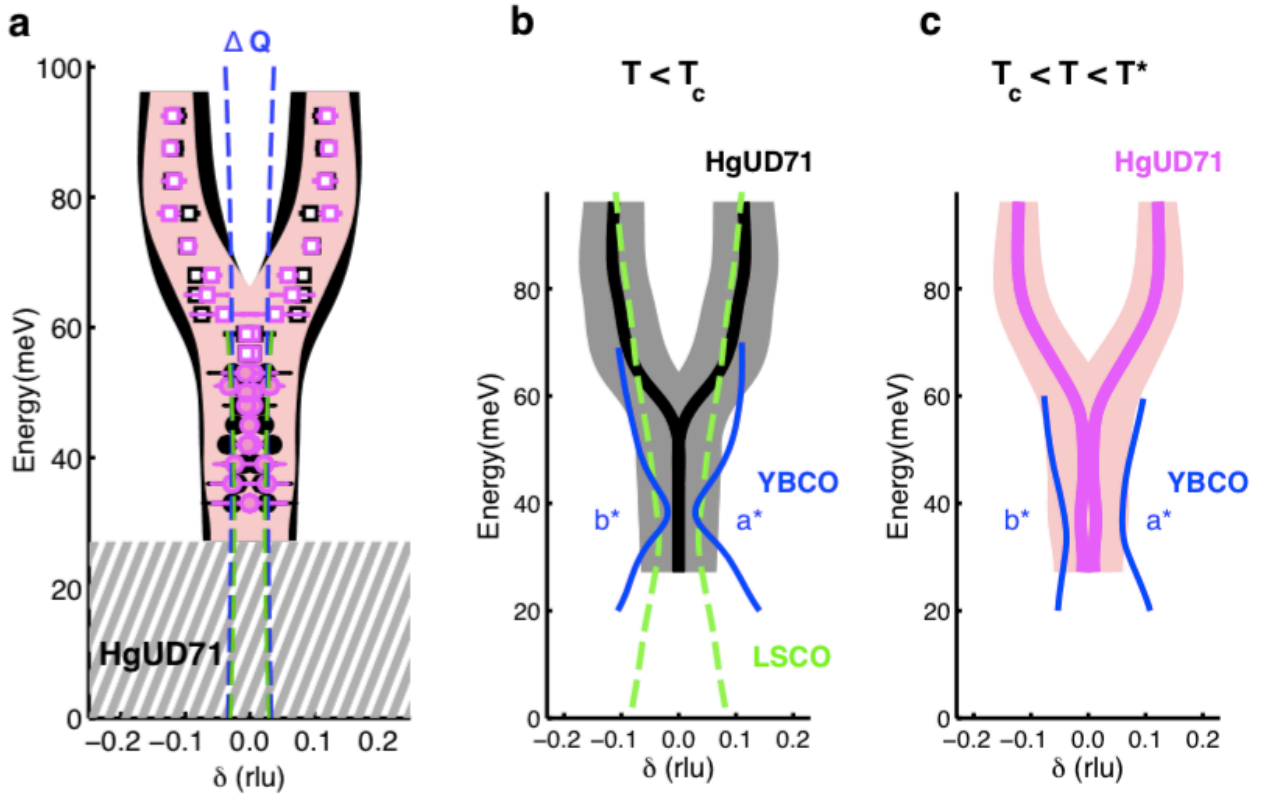 a
Δ Q
100
80
60
40
20
0
Energy(meV)
HgUD71
−0.2 −0.1 0.0 0.1 0.2
δ (rlu)
b
T < Tc
HgUD71
80
60
40
20
0
Energy(meV)
YBCO
b*
a*
LSCO
−0.2 −0.1 0.0 0.1 0.2
δ (rlu)
c
Tc < T < T*
HgUD71
80
60
40
20
0
Energy(meV)
YBCO
b*
a*
−0.2 −0.1 0.0 0.1 0.2
δ (rlu)